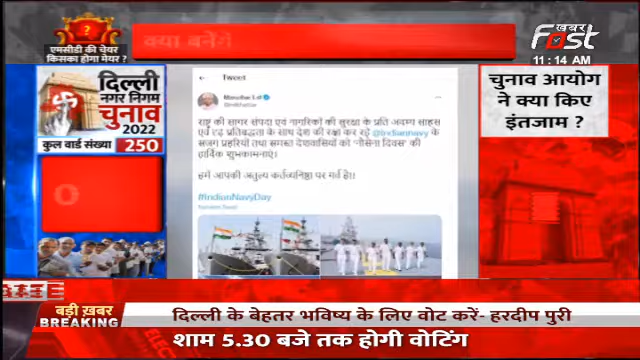 ?
एमसीडी की चेयर
किसका होगा मेयर ?
क्या बनेंगे
खबर
Fast
11:14 AM
दिल्ली
नगर निगम
चुनाव
2022
कुल वार्ड संख्या 250
Tweet
Manohar Lal
@mlkhattar
राष्ट्र की सागर संपदा एवं नागरिकों की सुरक्षा के प्रति अदम्य साहस
एवं दृढ़ प्रतिबद्धता के साथ देश की रक्षा कर रहे @indiannavy के
सजग प्रहरियों तथा समस्त देशवासियों को 'नौसेना दिवस' की
हार्दिक शुभकामनाएं।
हमें आपकी अतुल्य कर्तव्यनिष्ठा पर गर्व है।।
#IndianNavyDay
Translate Tweet
चुनाव आयोग
ने क्या किए
इंतजाम ?
बड़ी ख़बर
BREAKING
दिल्ली के बेहतर भविष्य के लिए वोट करें- हरदीप पुरी
शाम 5.30 बजे तक होगी वोटिंग